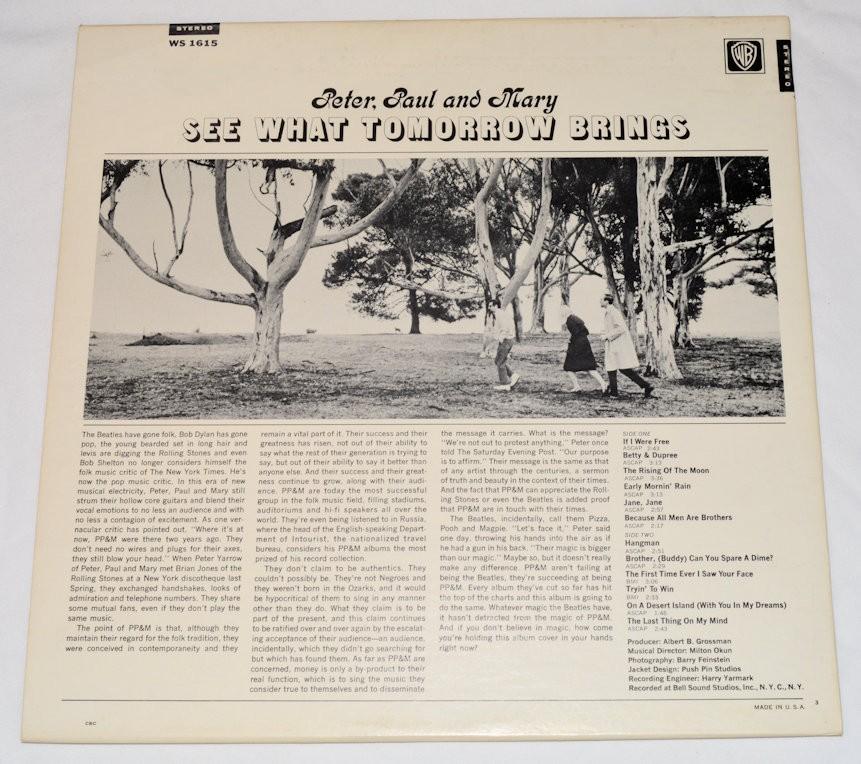 STEREO
WS 1615
WB
STEREO
Peter, Paul and Mary
SEE WHAT TOMORROW BRINGS
The Beatles have gone folk, Bob Dylan has gone
pop, the young bearded set in long hair and
levis are digging the Rolling Stones and even
Bob Shelton no longer considers himself the
folk music critic of The New York Times. He's
now the pop music critic. In this era of new
musical electricity, Peter, Paul and Mary still
strum their hollow core guitars and blend their
vocal emotions to no less an audience and with
no less a contagion of excitement. As one ver-
nacular critic has pointed out. "Where it's at
now, PP&M were there two years ago. They
don't need no wires and plugs for their axes,
they still blow your head." When Peter Yarrow
of Peter, Paul and Mary met Brian Jones of the
Rolling Stones at a New York discotheque last
Spring, they exchanged handshakes, looks of
admiration and telephone numbers. They share
some mutual fans, even if they don't play the
same music.
The point of PP&M is that, although they
maintain their regard for the folk tradition, they
were conceived in contemporaneity and they
remain a vital part of it. Their success and their
greatness has risen, not out of their ability to
say what the rest of their generation is trying to
say, but out of their ability to say it better than
anyone else. And their success and their great-
ness continue to grow, along with their audi-
ence. PP&M are today the most successful
group in the folk music field, filling stadiums,
auditoriums and hi-fi speakers all over the
world. They're even being listened to in Russia,
where the head of the English-speaking Depart-
ment of Intourist, the nationalized travel
bureau, considers his PP&M albums the most
prized of his record collection.
They don't claim to be authentics. They
couldn't possibly be. They're not Negroes and
they weren't born in the Ozarks, and it would
be hypocritical of them to sing in any manner
other than they do. What they claim is to be
part of the present, and this claim continues
to be ratified over and over again by the escalat-
ing acceptance of their audience—an audience,
incidentally, which they didn't go searching for
but which has found them. As far as PP&M are
concerned, money is only a by-product to their
real function, which is to sing the music they
consider true to themselves and to disseminate
the message it carries. What is the message?
"We're not out to protest anything," Peter once
told The Saturday Evening Post. "Our purpose
is to affirm." Their message is the same as that
of any artist through the centuries, a sermon
of truth and beauty in the context of their times.
And the fact that PP&M can appreciate the Roll-
ing Stones or even the Beatles is added proof
that PP&M are in touch with their times.
The Beatles, incidentally, call them Pizza,
Pooh and Magpie. "Let's face it," Peter said
one day, throwing his hands into the air as if
he had a gun in his back. "Their magic is bigger
than our magic." Maybe so, but it doesn't really
make any difference. PP&M aren't failing at
being the Beatles, they're succeeding at being
PP&M. Every album they've cut so far has hit
the top of the charts and this album is going to
do the same. Whatever magic the Beatles have,
it hasn't detracted from the magic of PP&M.
And if you don't believe in magic, how come
you're holding this album cover in your hands
right now?
SIDE ONE
If I Were Free
ASCAP 2:43
Betty & Dupree
ASCAP
The Rising Of The Moon
ASCAP
Early Mornin' Rain
ASCAP 3:13
Jane, Jane
ASCAP 2:57
Because All Men Are Brothers
ASCAP 2:17
SIDE TWO
Hangman
ASCAP 2:51
Brother, (Buddy) Can You Spare A Dime?
ASCAP 2:29
The First Time Ever I Saw Your Face
BMI 3:06
Tryin' To Win
BMI 2:33
On A Desert Island (With You In My Dreams)
ASCAP
The Last Thing On My Mind
ASCAP 2:43
Producer: Albert B. Grossman
Musical Director: Milton Okun
Photography: Barry Feinstein
Jacket Design: Push Pin Studios
Recording Engineer: Harry Yarmark
Recorded at Bell Sound Studios, Inc., N.Y.C., N.Y.
3
MADE IN U.S.A.
CBC